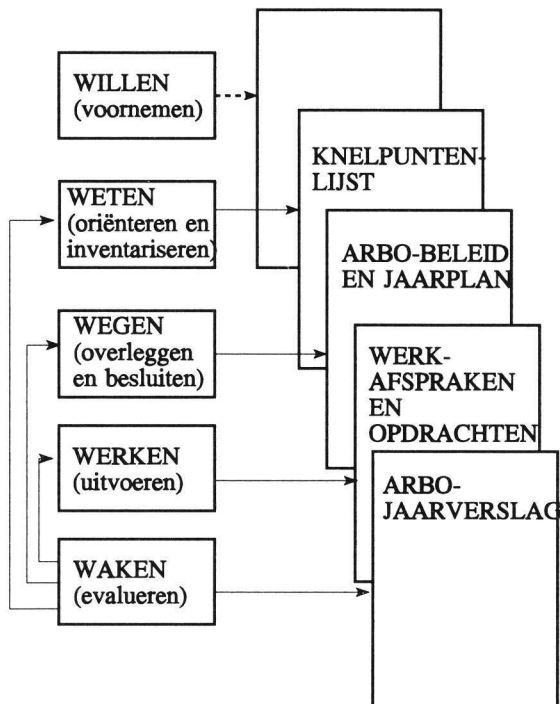 WILLEN
(voornemen)
WETEN
(oriënteren en
inventariseren)
WEGEN
(overleggen
en besluiten)
WERKEN
(uitvoeren)
WAKEN
(evalueren)
KNELPUNTEN-
LIJST
ARBO-BELEID
EN JAARPLAN
WERK-
AFSPRAKEN
EN
OPDRACHTEN
ARBO-
JAARVERSLAG